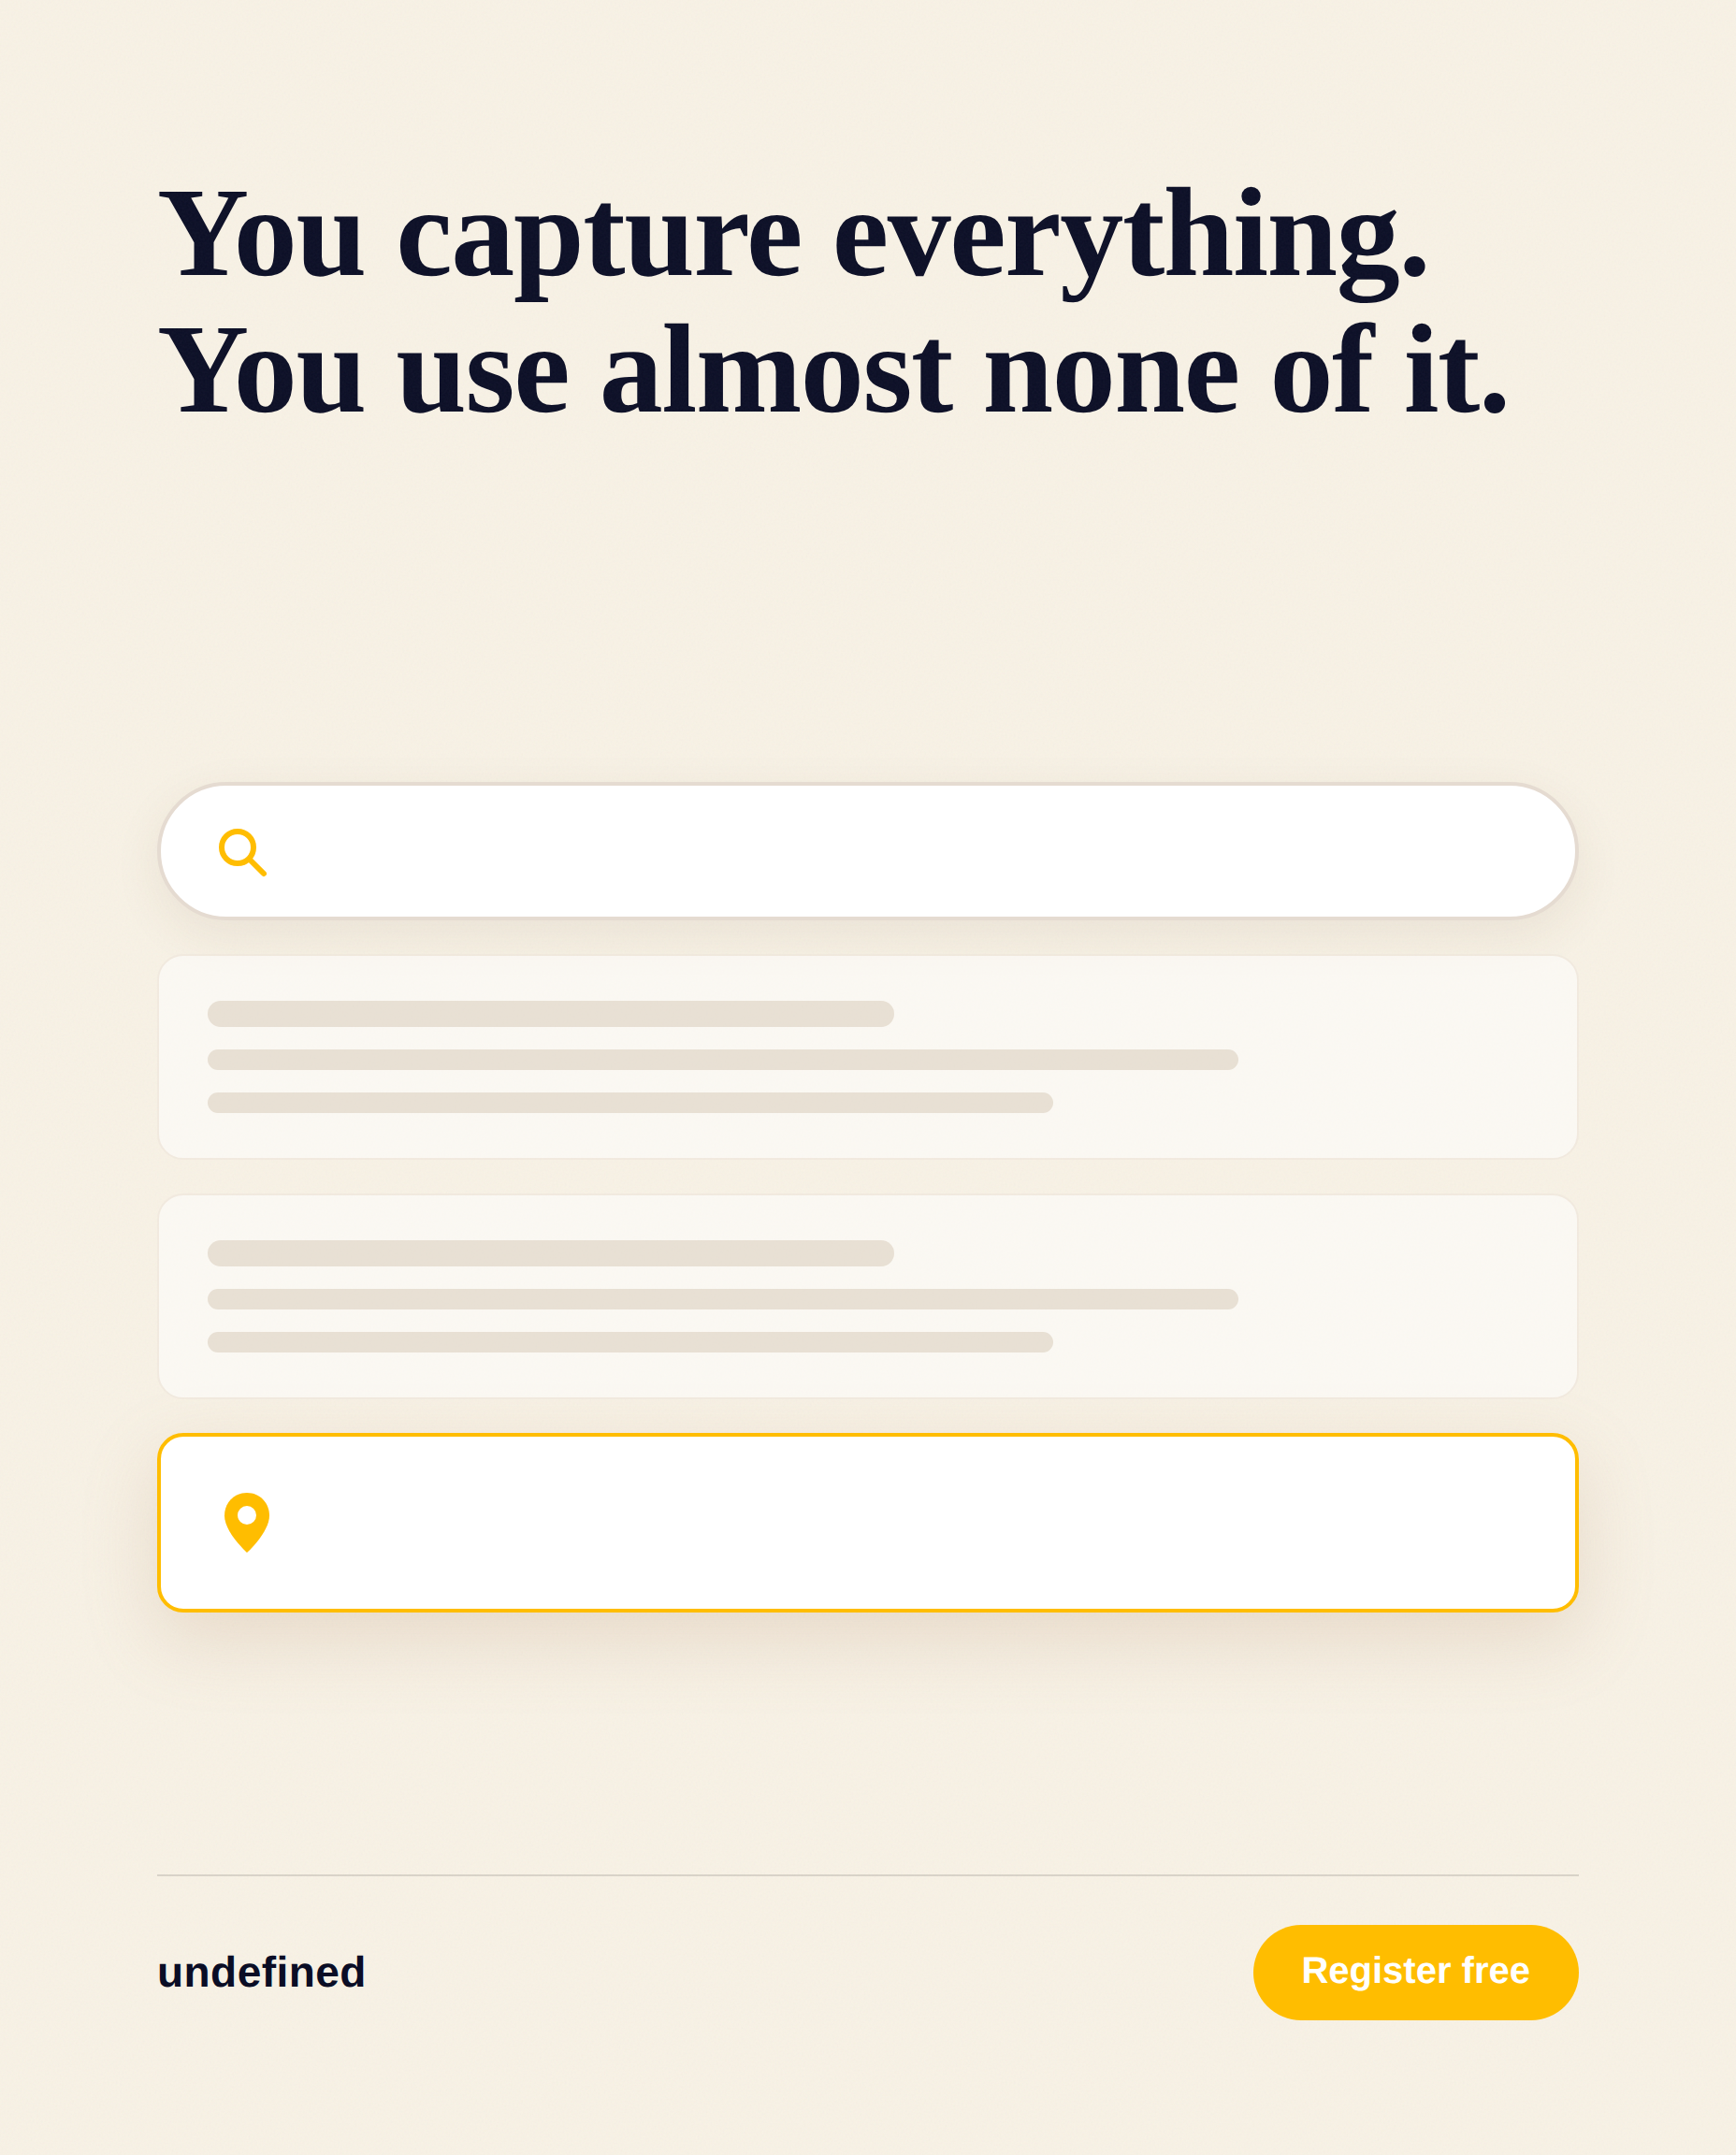 You capture everything.
You use almost none of it.
undefined
Register free